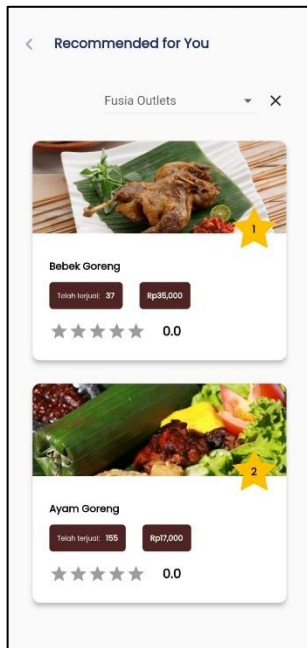 Recommended for You
Fusia Outlets
1
Bebek Goreng
Telah terjual: 37 Rp35,000
0.0
2
Ayam Goreng
Telah terjual: 155 Rp17,000
0.0